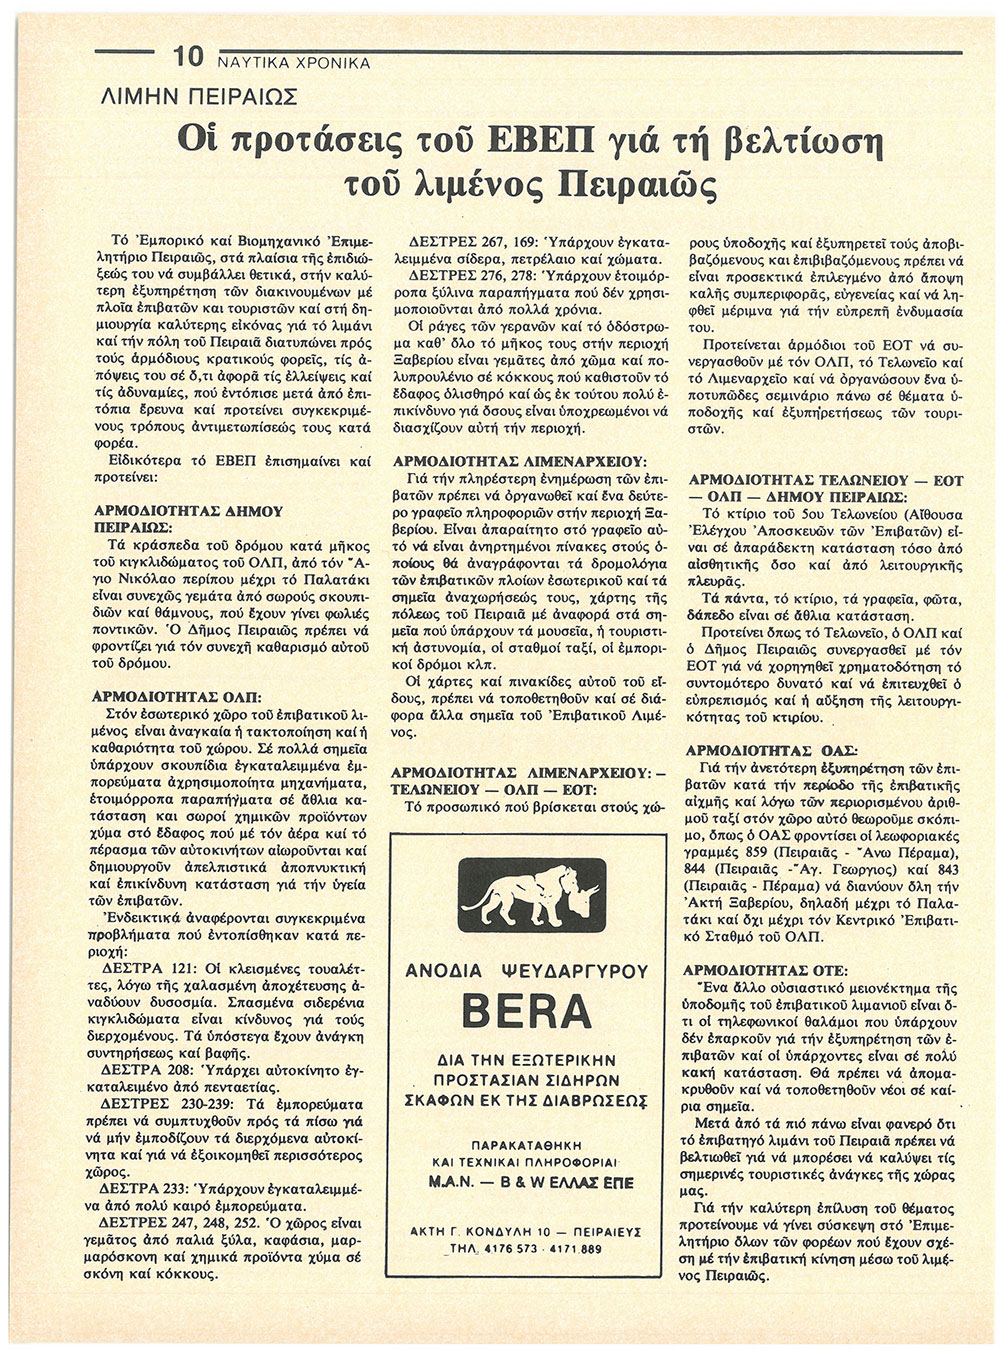 10 ΝΑΥΤΙΚΑ ΧΡΟΝΙΚΑ
ΛΙΜΗΝ ΠΕΙΡΑΙΩΣ
Οἱ προτάσεις τοῦ ΕΒΕΠ γιά τή βελτίωση
τοῦ λιμένος Πειραιῶς
Τό Ἐμπορικό καί Βιομηχανικό Ἐπιμε-
λητήριο Πειραιῶς, στά πλαίσια τῆς ἐπιδιώ-
ξεώς του νά συμβάλλει θετικά, στήν καλύ-
τερη ἐξυπηρέτηση τῶν διακινουμένων μέ
πλοῖα ἐπιβατῶν και τουριστῶν καί στή δη-
μιουργία καλύτερης εἰκόνας γιά τό λιμάνι
καί τήν πόλη τοῦ Πειραιᾶ διατυπώνει πρός
τούς ἁρμόδιους κρατικούς φορεῖς, τίς ἀ-
πόψεις του σέ ὅ,τι ἀφορᾶ τίς ἐλλείψεις καί
τίς ἀδυναμίες, πού ἐντόπισε μετά ἀπό ἐπι-
τόπια ἔρευνα καί προτείνει συγκεκριμέ-
νους τρόπους ἀντιμετωπίσεώς τους κατά
φορέα.
Εἰδικότερα τό ΕΒΕΠ ἐπισημαίνει καί
προτείνει:
ΑΡΜΟΔΙΟΤΗΤΑΣ ΔΗΜΟΥ
ΠΕΙΡΑΙΩΣ:
Τά κράσπεδα τοῦ δρόμου κατά μῆκος
τοῦ κιγκλιδώματος τοῦ ΟΛΠ, ἀπό τόν Ἅ-
γιο Νικόλαο περίπου μέχρι τό Παλατάκι
εἶναι συνεχῶς γεμάτα ἀπό σωρούς σκουπι-
διῶν καί θάμνους, πού ἔχουν γίνει φωλιές
ποντικῶν. Ὁ Δῆμος Πειραιῶς πρέπει νά
φροντίζει γιά τόν συνεχῆ καθαρισμό αὐτοῦ
τοῦ δρόμου.
ΑΡΜΟΔΙΟΤΗΤΑΣ ΟΛΠ:
Στόν ἐσωτερικό χῶρο τοῦ ἐπιβατικοῦ λι-
μένος εἶναι ἀναγκαία ἡ τακτοποίηση καί ἡ
καθαριότητα τοῦ χώρου. Σέ πολλά σημεῖα
ὑπάρχουν σκουπίδια ἐγκαταλειμμένα ἐμ-
πορεύματα ἀχρησιμοποίητα μηχανήματα,
ἑτοιμόρροπα παραπήγματα σέ ἄθλια κα-
τάσταση και σωροί χημικῶν προϊόντων
χύμα στό ἔδαφος πού μέ τόν ἀέρα καί τό
πέρασμα τῶν αὐτοκινήτων αἰωροῦνται καί
δημιουργοῦν ἀπελπιστικά ἀποπνυκτική
καί ἐπικίνδυνη κατάσταση γιά τήν ὑγεία
τῶν ἐπιβατῶν.
Ἐνδεικτικά ἀναφέρονται συγκεκριμένα
προβλήματα πού ἐντοπίσθηκαν κατά πε-
ριοχή:
ΔΕΣΤΡΑ 121: Οἱ κλεισμένες τουαλέτ-
τες, λόγω τῆς χαλασμένη ἀποχέτευσης ἀ-
ναδύουν δυσοσμία. Σπασμένα σιδερένια
κιγκλιδώματα εἶναι κίνδυνος γιά τούς
διερχομένους. Τά ὑπόστεγα ἔχουν ἀνάγκη
συντηρήσεως καί βαφῆς.
ΔΕΣΤΡΑ 208: Ὑπάρχει αὐτοκίνητο ἐγ-
καταλειμένο ἀπό πενταετίας.
ΔΕΣΤΡΕΣ 230-239: Τά ἐμπορεύματα
πρέπει νά συμπτυχθοῦν πρός τά πίσω γιά
νά μήν ἐμποδίζουν τά διερχόμενα αὐτοκί-
νητα καί γιά νά ἐξοικομηθεῖ περισσότερος
χῶρος.
ΔΕΣΤΡΑ 233: Ὑπάρχουν ἐγκαταλειμμέ-
να ἀπό πολύ καιρό ἐμπορεύματα.
ΔΕΣΤΡΕΣ 247, 248, 252. Ὁ χῶρος εἶναι
γεμᾶτος ἀπό παλιά ξύλα, καφάσια, μαρ-
μαρόσκονη καί χημικά προϊόντα χύμα σέ
σκόνη καί κόκκους.
ΔΕΣΤΡΕΣ 267, 169: Ὑπάρχουν ἐγκατα-
λειμμένα σίδερα, πετρέλαιο καί χώματα.
ΔΕΣΤΡΕΣ 276, 278: Ὑπάρχουν ἑτοιμόρ-
ροπα ξύλινα παραπήγματα πού δέν χρησι-
μοποιοῦνται ἀπό πολλά χρόνια.
Οἱ ράγες τῶν γερανῶν καί τό ὁδόστρω-
μα καθ' ὅλο τό μῆκος τους στήν περιοχή
Ξαβερίου εἶναι γεμᾶτες ἀπό χῶμα καί πο-
λυπρουλένιο σέ κόκκους πού καθιστοῦν τό
ἔδαφος ὀλισθηρό καί ὡς ἐκ τούτου πολύ ἐ-
πικίνδυνο γιά ὅσους εἶναι ὑποχρεωμένοι νά
διασχίζουν αὐτή τήν περιοχή.
ΑΡΜΟΔΙΟΤΗΤΑΣ ΛΙΜΕΝΑΡΧΕΙΟΥ:
Γιά τήν πληρέστερη ἐνημέρωση τῶν ἐπι-
βατῶν πρέπει νά ὀργανωθεῖ καί ἕνα δεύτε-
ρο γραφεῖο πληροφοριῶν στήν περιοχή Ξα-
βερίου. Εἶναι ἀπαραίτητο στό γραφεῖο αὐ-
τό νά εἶναι ἀνηρτημένοι πίνακες στούς ὁ-
ποίους θά ἀναγράφονται τά δρομολόγια
τῶν ἐπιβατικῶν πλοίων ἐσωτερικοῦ καί τά
σημεῖα ἀναχωρήσεώς τους, χάρτης τῆς
πόλεως τοῦ Πειραιᾶ μέ ἀναφορά στά ση-
μεῖα πού ὑπάρχουν τά μουσεῖα, ἡ τουριστι-
κή ἀστυνομία, οἱ σταθμοί ταξί, οἱ ἐμπορι-
κοί δρόμοι κλπ.
Οἱ χάρτες καί πινακίδες αὐτοῦ τοῦ εἴ-
δους, πρέπει νά τοποθετηθοῦν καί σέ διά-
φορα ἄλλα σημεῖα τοῦ Ἐπιβατικοῦ Λιμέ-
νος.
ΑΡΜΟΔΙΟΤΗΤΑΣ ΛΙΜΕΝΑΡΧΕΙΟΥ: –
ΤΕΛΩΝΕΙΟΥ — ΟΛΠ — ΕΟΤ:
Τό προσωπικό πού βρίσκεται στούς χώ-
ΑΝΟΔΙΑ ΨΕΥΔΑΡΓΥΡΟΥ
BERA
ΔΙΑ ΤΗΝ ΕΞΩΤΕΡΙΚΗΝ
ΠΡΟΣΤΑΣΙΑΝ ΣΙΔΗΡΩΝ
ΣΚΑΦΩΝ ΕΚ ΤΗΣ ΔΙΑΒΡΩΣΕΩΣ
ΠΑΡΑΚΑΤΑΘΗΚΗ
ΚΑΙ ΤΕΧΝΙΚΑΙ ΠΛΗΡΟΦΟΡΙΑΙ
M.A.N. — B & W ΕΛΛΑΣ ΕΠΕ
ΑΚΤΗ Γ. ΚΟΝΔΥΛΗ 10 — ΠΕΙΡΑΙΕΥΣ
ΤΗΛ. 4176 573 - 4171 889
ρους ὑποδοχῆς καί ἐξυπηρετεῖ τούς ἀποβι-
βαζόμενους και ἐπιβιβαζόμενους πρέπει νά
εἶναι προσεκτικά ἐπιλεγμένο ἀπό ἄποψη
καλῆς συμπεριφορᾶς, εὐγενείας καί νά λη-
φθεῖ μέριμνα γιά τήν εὐπρεπῆ ἐνδυμασία
του.
Προτείνεται ἁρμόδιοι τοῦ ΕΟΤ νά συ-
νεργασθοῦν μέ τόν ΟΛΠ, τό Τελωνεῖο καί
τό Λιμεναρχεῖο καί νά ὀργανώσουν ἕνα ὑ-
ποτυπῶδες σεμινάριο πάνω σέ θέματα ὑ-
ποδοχῆς καί ἐξυπηρετήσεως τῶν τουρι-
στῶν.
ΑΡΜΟΔΙΟΤΗΤΑΣ ΤΕΛΩΝΕΙΟΥ — ΕΟΤ
— ΟΛΠ — ΔΗΜΟΥ ΠΕΙΡΑΙΩΣ:
Τό κτίριο τοῦ 5ου Τελωνείου (Αἴθουσα
Ἐλέγχου Ἀποσκευῶν τῶν Ἐπιβατῶν) εἶ-
ναι σέ ἀπαράδεκτη κατάσταση τόσο ἀπό
αἰσθητικῆς ὅσο καί ἀπό λειτουργικῆς
πλευρᾶς.
Τά πάντα, τό κτίριο, τά γραφεῖα, φῶτα,
δάπεδο εἶναι σέ ἄθλια κατάσταση.
Προτείνει ὅπως τό Τελωνεῖο, ὁ ΟΛΠ καί
ὁ Δῆμος Πειραιῶς συνεργασθεῖ μέ τόν
ΕΟΤ γιά νά χορηγηθεῖ χρηματοδότηση τό
συντομότερο δυνατό καί νά ἐπιτευχθεῖ ὁ
εὐπρεπισμός καί ἡ αὔξηση τῆς λειτουργι-
κότητας τοῦ κτιρίου.
ΑΡΜΟΔΙΟΤΗΤΑΣ ΟΑΣ:
Γιά τήν ἀνετότερη ἐξυπηρέτηση τῶν ἐπι-
βατῶν κατά τήν περίοδο τῆς ἐπιβατικῆς
αἰχμῆς καί λόγω τῶν περιορισμένου ἀριθ-
μοῦ ταξί στόν χῶρο αὐτό θεωροῦμε σκόπι-
μο, ὅπως ὁ ΟΑΣ φροντίσει οἱ λεωφοριακές
γραμμές 859 (Πειραιᾶς - Ἄνω Πέραμα),
844 (Πειραιᾶς - Ἅγ. Γεωργιος) καί 843
(Πειραιᾶς - Πέραμα) νά διανύουν ὅλη τήν
Ἀκτή Ξαβερίου, δηλαδή μέχρι τό Παλα-
τάκι καί ὄχι μέχρι τόν Κεντρικό Ἐπιβατι-
κό Σταθμό τοῦ ΟΛΠ.
ΑΡΜΟΔΙΟΤΗΤΑΣ ΟΤΕ:
Ἕνα ἄλλο οὐσιαστικό μειονέκτημα τῆς
ὑποδομῆς τοῦ ἐπιβατικοῦ λιμανιοῦ εἶναι ὅ-
τι οἱ τηλεφωνικοί θαλάμοι που ὑπάρχουν
δέν ἐπαρκοῦν γιά τήν ἐξυπηρέτηση τῶν ἐ-
πιβατῶν καί οἱ ὑπάρχοντες εἶναι σέ πολύ
κακή κατάσταση. Θά πρέπει νά ἀπομα-
κρυθοῦν καί νά τοποθετηθοῦν νέοι σέ καί-
ρια σημεῖα.
Μετά ἀπό τά πιό πάνω εἶναι φανερό ὅτι
τό ἐπιβατηγό λιμάνι τοῦ Πειραιᾶ πρέπει νά
βελτιωθεῖ γιά νά μπορέσει νά καλύψει τίς
σημερινές τουριστικές ἀνάγκες τῆς χώρας
μας.
Γιά τήν καλύτερη ἐπίλυση τοῦ θέματος
προτείνουμε νά γίνει σύσκεψη στό Ἐπιμε-
λητήριο ὅλων τῶν φορέων πού ἔχουν σχέ-
ση μέ τήν ἐπιβατική κίνηση μέσω τοῦ λιμέ-
νος Πειραιῶς.